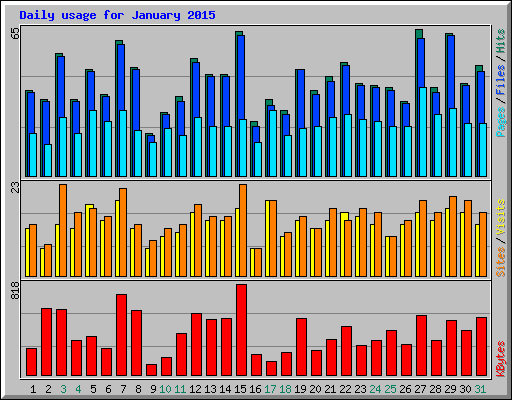 Daily usage for January 2015
65
Pages/Files/Hits
23
Sites/Visits
818
KBytes
1 2 3 4 5 6 7 8 9 10 11 12 13 14 15 16 17 18 19 20 21 22 23 24 25 26 27 28 29 30 31